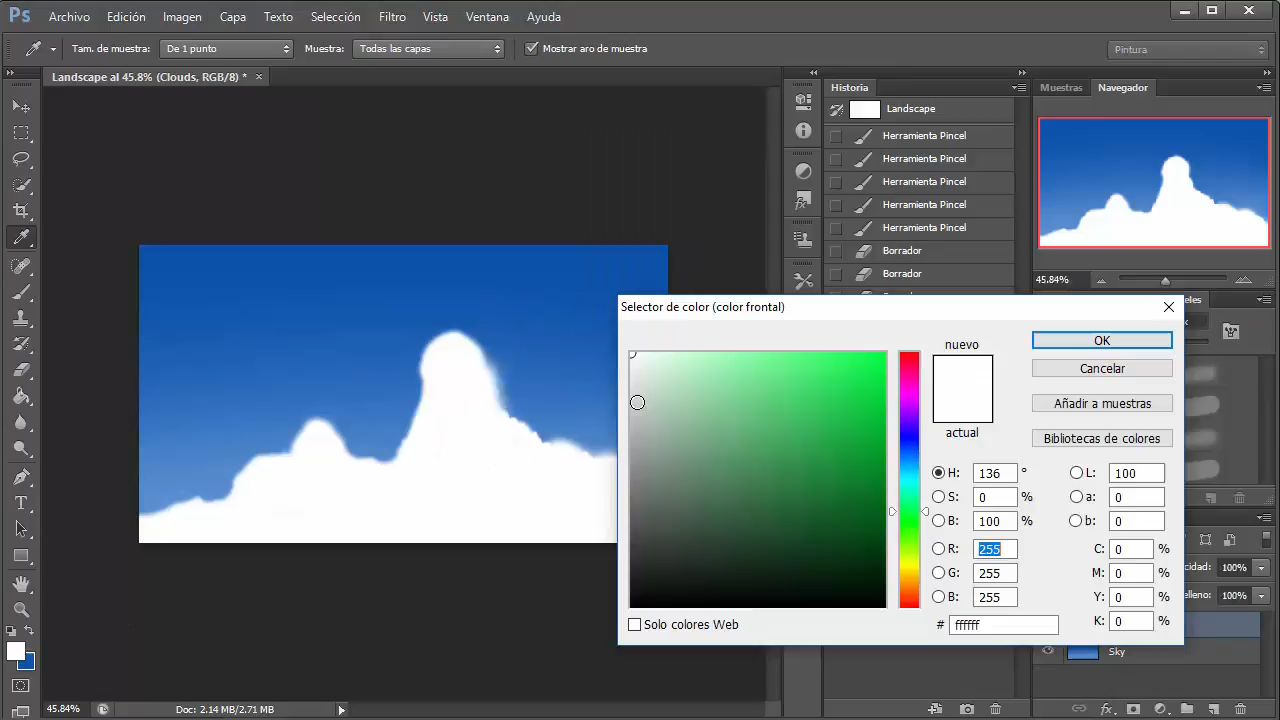 Ps Archivo Edición Imagen Capa Texto Selección Filtro Vista Ventana Ayuda
Tam. de muestra: De 1 punto Muestra: Todas las capas Mostrar aro de muestra Pintura
Landscape al 45.8% (Clouds, RGB/8) * ×
Historia
Muestras Navegador
Landscape
Herramienta Pincel
Herramienta Pincel
Herramienta Pincel
Herramienta Pincel
Herramienta Pincel
Borrador
Borrador
45.84%
Selector de color (color frontal)
nuevo
actual
OK
Cancelar
Añadir a muestras
Bibliotecas de colores
H: 136 ° L: 100
S: 0 % a: 0
B: 100 % b: 0
R: 255 C: 0 %
G: 255 M: 0 %
B: 255 Y: 0 %
K: 0 %
Solo colores Web # ffffff
100%
100%
Sky
45.84% Doc: 2.14 MB/2.71 MB